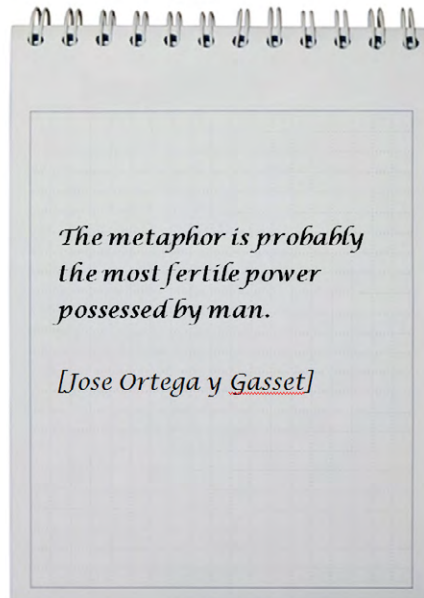 The metaphor is probably
the most fertile power
possessed by man.
[Jose Ortega y Gasset]